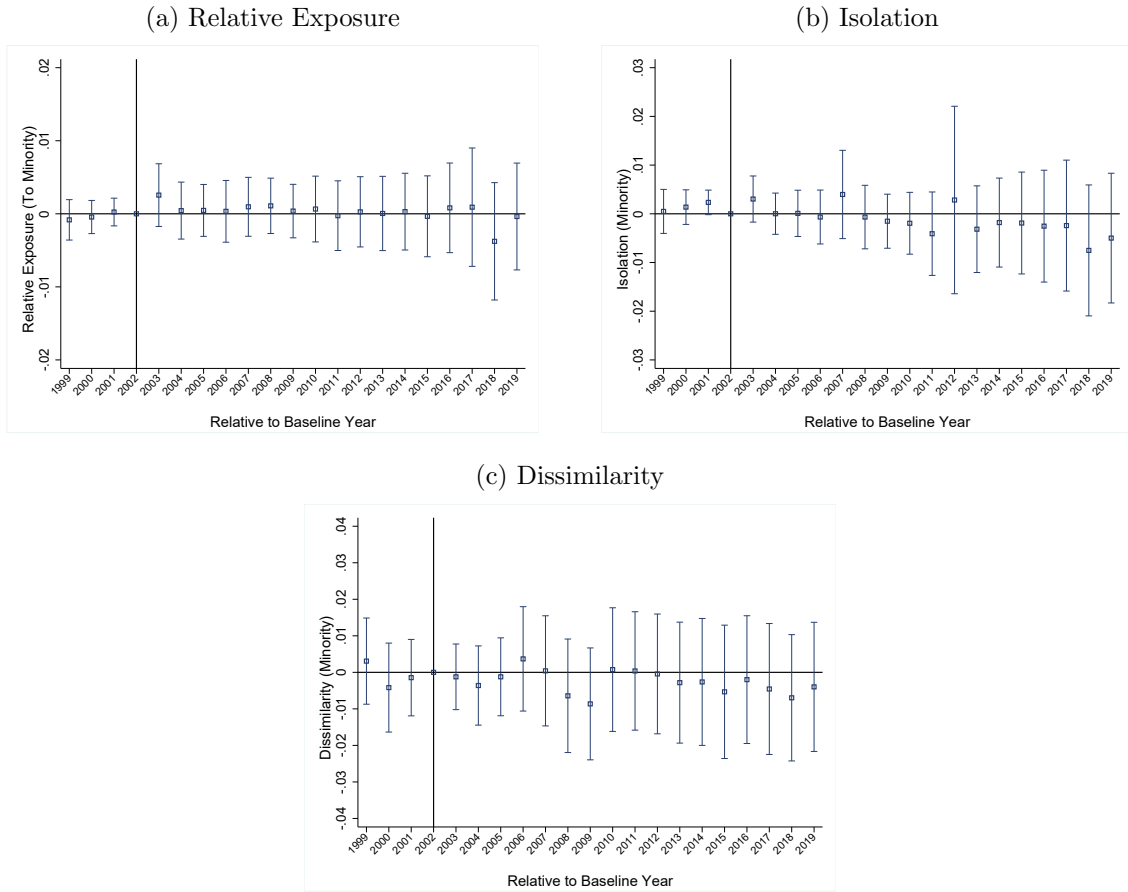 (a) Relative Exposure
Relative Exposure (To Minority)
.02
.01
0
-.01
-.02
1999 2000 2001 2002 2003 2004 2005 2006 2007 2008 2009 2010 2011 2012 2013 2014 2015 2016 2017 2018 2019
Relative to Baseline Year
(b) Isolation
Isolation (Minority)
.03
.02
.01
0
-.01
-.02
-.03
1999 2000 2001 2002 2003 2004 2005 2006 2007 2008 2009 2010 2011 2012 2013 2014 2015 2016 2017 2018 2019
Relative to Baseline Year
(c) Dissimilarity
Dissimilarity (Minority)
.04
.03
.02
.01
0
-.01
-.02
-.03
-.04
1999 2000 2001 2002 2003 2004 2005 2006 2007 2008 2009 2010 2011 2012 2013 2014 2015 2016 2017 2018 2019
Relative to Baseline Year